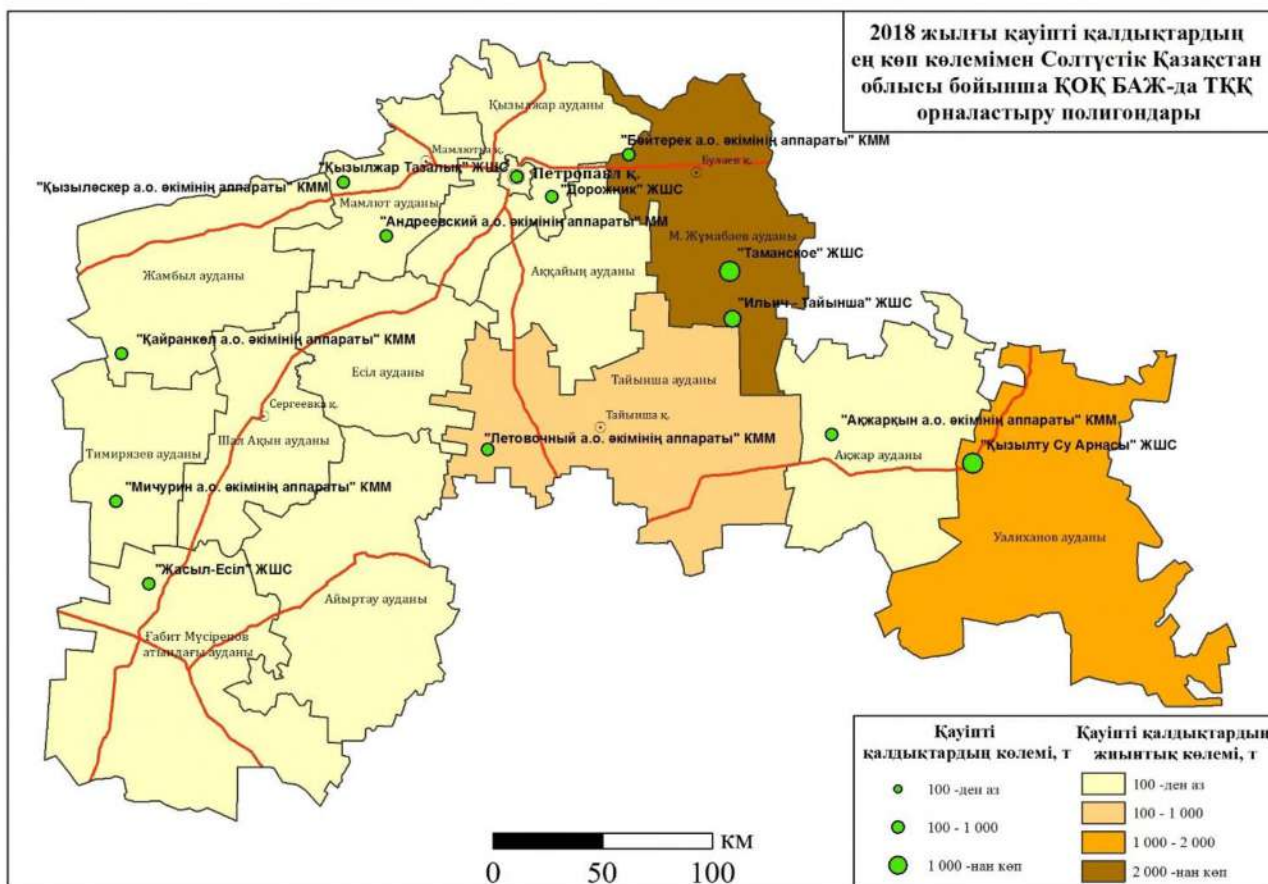 2018 жылғы қауіпті қалдықтардың
ең көп көлемімен Солтүстік Қазақстан
облысы бойынша ҚОҚ БАЖ-да ТҚҚ
орналастыру полигондары
Қызылжар ауданы
"Бәйтерек а.о. әкімінің аппараты" КММ
Мамлютка қ.
Булаев қ.
"Қызылжар Тазалық" ЖШС
Петропавл қ.
"Қызыләскер а.о. әкімінің аппараты" КММ
"Дорожник" ЖШС
Мамлют ауданы
"Андреевский а.о. әкімінің аппараты" ММ
М. Жұмабаев ауданы
"Таманское" ЖШС
Жамбыл ауданы
Аққайың ауданы
"Ильич - Тайынша" ЖШС
"Қайранкөл а.о. әкімінің аппараты" КММ
Есіл ауданы
Тайынша ауданы
Сергеевка қ.
Тайынша қ.
"Ақжарқын а.о. әкімінің аппараты" КММ
Шал Ақын ауданы
"Летовочный а.о. әкімінің аппараты" КММ
"Қызылту Су Арнасы" ЖШС
Тимирязев ауданы
Ақжар ауданы
"Мичурин а.о. әкімінің аппараты" КММ
Уалиханов ауданы
"Жасыл-Есіл" ЖШС
Айыртау ауданы
Ғабит Мүсірепов
атындағы ауданы
Қауіпті
қалдықтардың көлемі, т
100 -ден аз
100 - 1 000
1 000 -нан көп
Қауіпті қалдықтардың
жиынтық көлемі, т
100 -ден аз
100 - 1 000
1 000 - 2 000
2 000 -нан көп
км
0 50 100